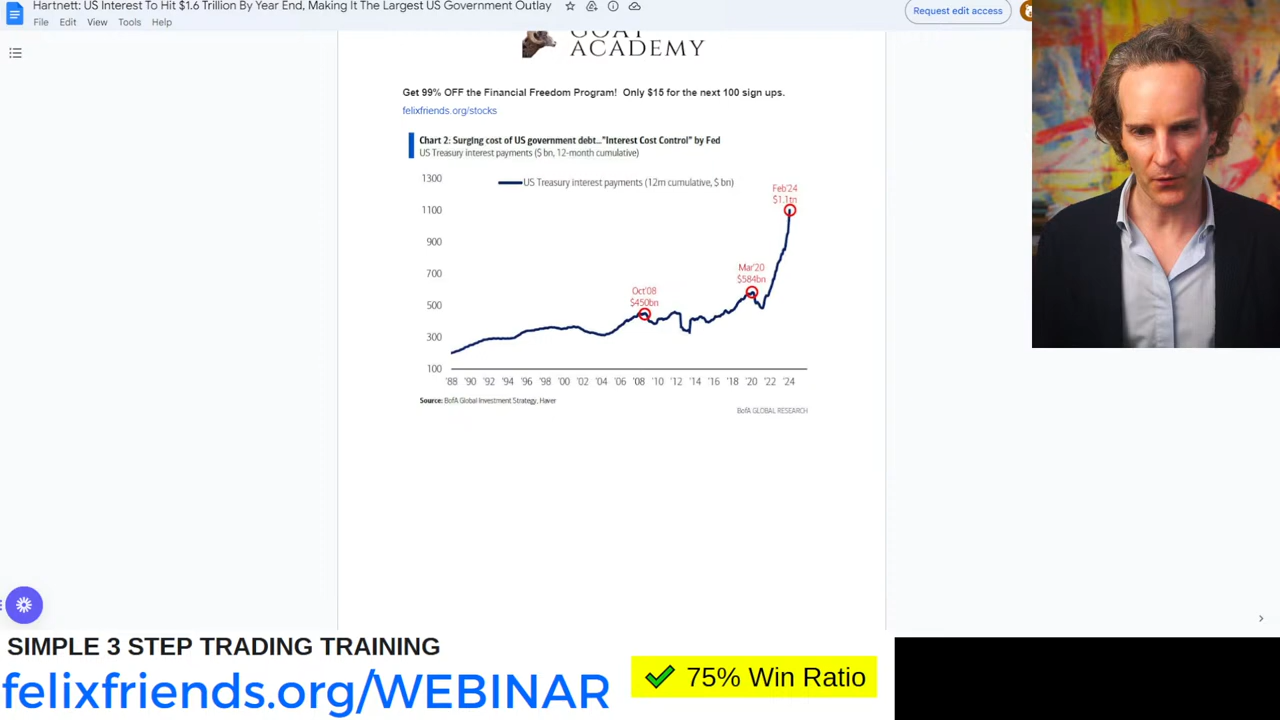 Hartnett: US Interest To Hit $1.6 Trillion By Year End, Making It The Largest US Government Outlay
File Edit View Tools Help
Request edit access
GOAT
ACADEMY
Get 99% OFF the Financial Freedom Program! Only $15 for the next 100 sign ups.
felixfriends.org/stocks
Chart 2: Surging cost of US government debt..."Interest Cost Control" by Fed
US Treasury interest payments ($ bn, 12-month cumulative)
US Treasury interest payments (12m cumulative, $ bn)
1300
1100
900
700
500
300
100
Feb'24
$1.1tn
Mar'20
$584bn
Oct'08
$450bn
'88 '90 '92 '94 '96 '98 '00 '02 '04 '06 '08 '10 '12 '14 '16 '18 '20 '22 '24
Source: BofA Global Investment Strategy, Haver
BofA GLOBAL RESEARCH
SIMPLE 3 STEP TRADING TRAINING
felixfriends.org/WEBINAR
75% Win Ratio